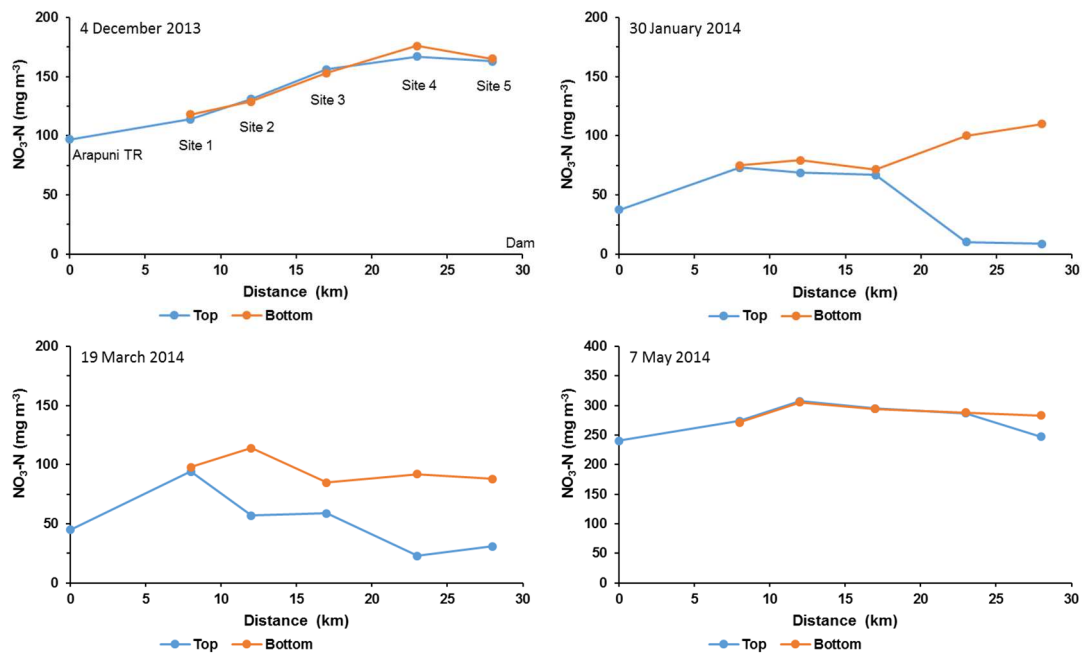 4 December 2013
NO3-N (mg m-3)
200
150
100
50
0
Arapuni TR
Site 1
Site 2
Site 3
Site 4
Site 5
Dam
0 5 10 15 20 25 30
Distance (km)
Top Bottom
30 January 2014
NO3-N (mg m-3)
200
150
100
50
0
0 5 10 15 20 25 30
Distance (km)
Top Bottom
19 March 2014
NO3-N (mg m-3)
200
150
100
50
0
0 5 10 15 20 25 30
Distance (km)
Top Bottom
7 May 2014
NO3-N (mg m-3)
400
350
300
250
200
150
100
50
0
0 5 10 15 20 25 30
Distance (km)
Top Bottom